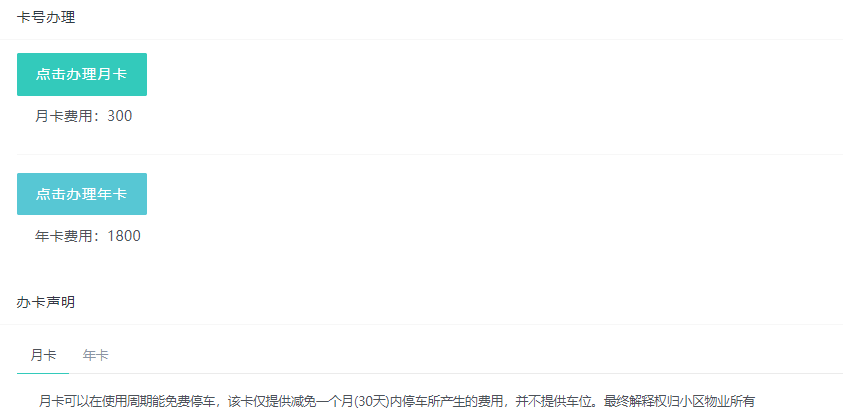 卡号办理
点击办理月卡
月卡费用：300
点击办理年卡
年卡费用：1800
办卡声明
月卡 年卡
月卡可以在使用周期能免费停车，该卡仅提供减免一个月(30天)内停车所产生的费用，并不提供车位。最终解释权归小区物业所有